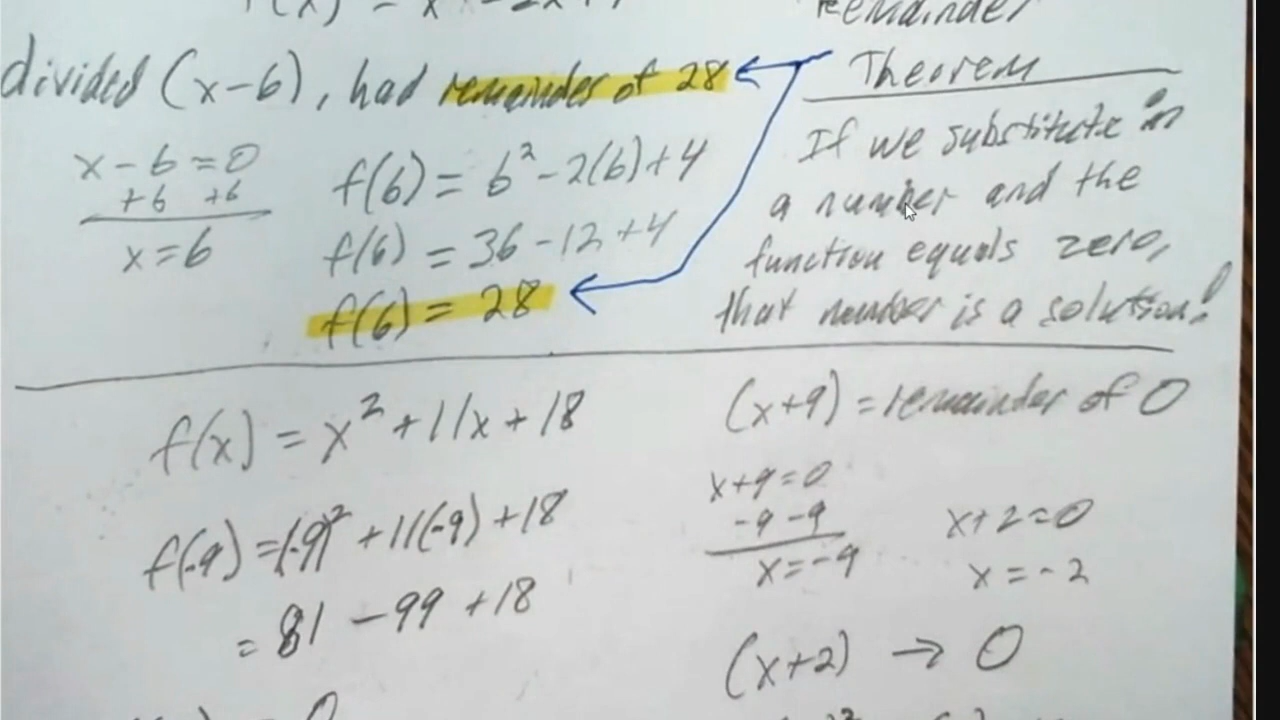 remainder
divided (x-6), had remainder of 28
Theorem
x - 6 = 0
+6 +6
x = 6
f(6) = 6² - 2(6) + 4
f(6) = 36 - 12 + 4
f(6) = 28
If we substitute in
a number and the
function equals zero,
that number is a solution!
f(x) = x² + 11x + 18
f(-9) = (-9)² + 11(-9) + 18
= 81 - 99 + 18
(x+9) = remainder of 0
x+9=0
-9 -9
x=-9
x+2=0
x=-2
(x+2) → 0